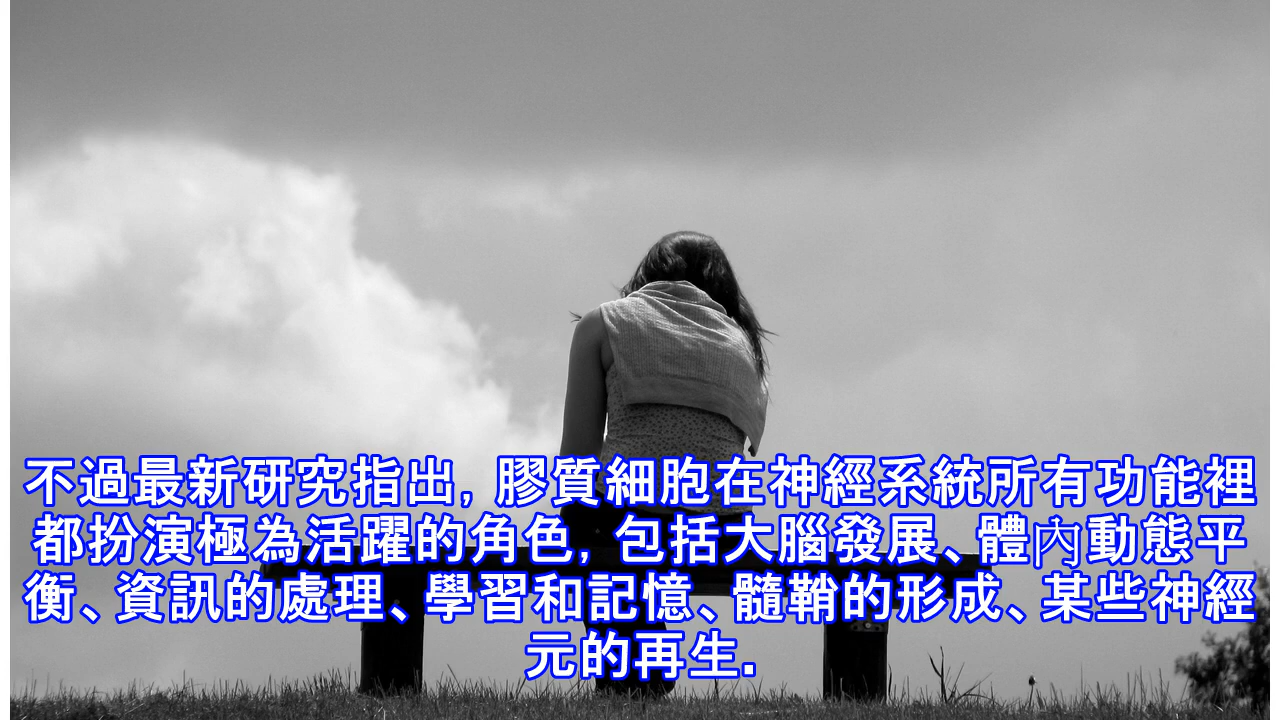 不過最新研究指出, 膠質細胞在神經系統所有功能裡
都扮演極為活躍的角色, 包括大腦發展、體內動態平
衡、資訊的處理、學習和記憶、髓鞘的形成、某些神經
元的再生.